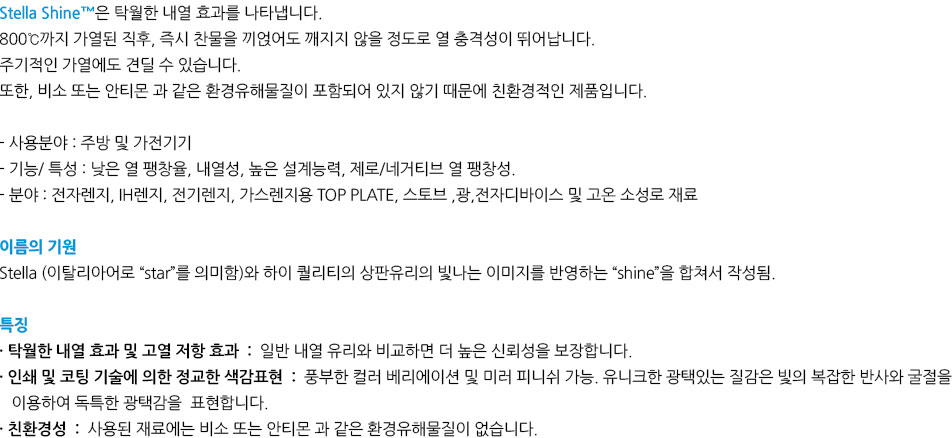 Stella Shine™은 탁월한 내열 효과를 나타냅니다.
800℃까지 가열된 직후, 즉시 찬물을 끼얹어도 깨지지 않을 정도로 열 충격성이 뛰어납니다.
주기적인 가열에도 견딜 수 있습니다.
또한, 비소 또는 안티몬 과 같은 환경유해물질이 포함되어 있지 않기 때문에 친환경적인 제품입니다.
- 사용분야 : 주방 및 가전기기
- 기능/ 특성 : 낮은 열 팽창율, 내열성, 높은 설계능력, 제로/네거티브 열 팽창성.
- 분야 : 전자렌지, IH렌지, 전기렌지, 가스렌지용 TOP PLATE, 스토브 ,광,전자디바이스 및 고온 소성로 재료
이름의 기원
Stella (이탈리아어로 “star”를 의미함)와 하이 퀄리티의 상판유리의 빛나는 이미지를 반영하는 “shine”을 합쳐서 작성됨.
특징
· 탁월한 내열 효과 및 고열 저항 효과 : 일반 내열 유리와 비교하면 더 높은 신뢰성을 보장합니다.
· 인쇄 및 코팅 기술에 의한 정교한 색감표현 : 풍부한 컬러 베리에이션 및 미러 피니쉬 가능. 유니크한 광택있는 질감은 빛의 복잡한 반사와 굴절을
이용하여 독특한 광택감을 표현합니다.
· 친환경성 : 사용된 재료에는 비소 또는 안티몬 과 같은 환경유해물질이 없습니다.